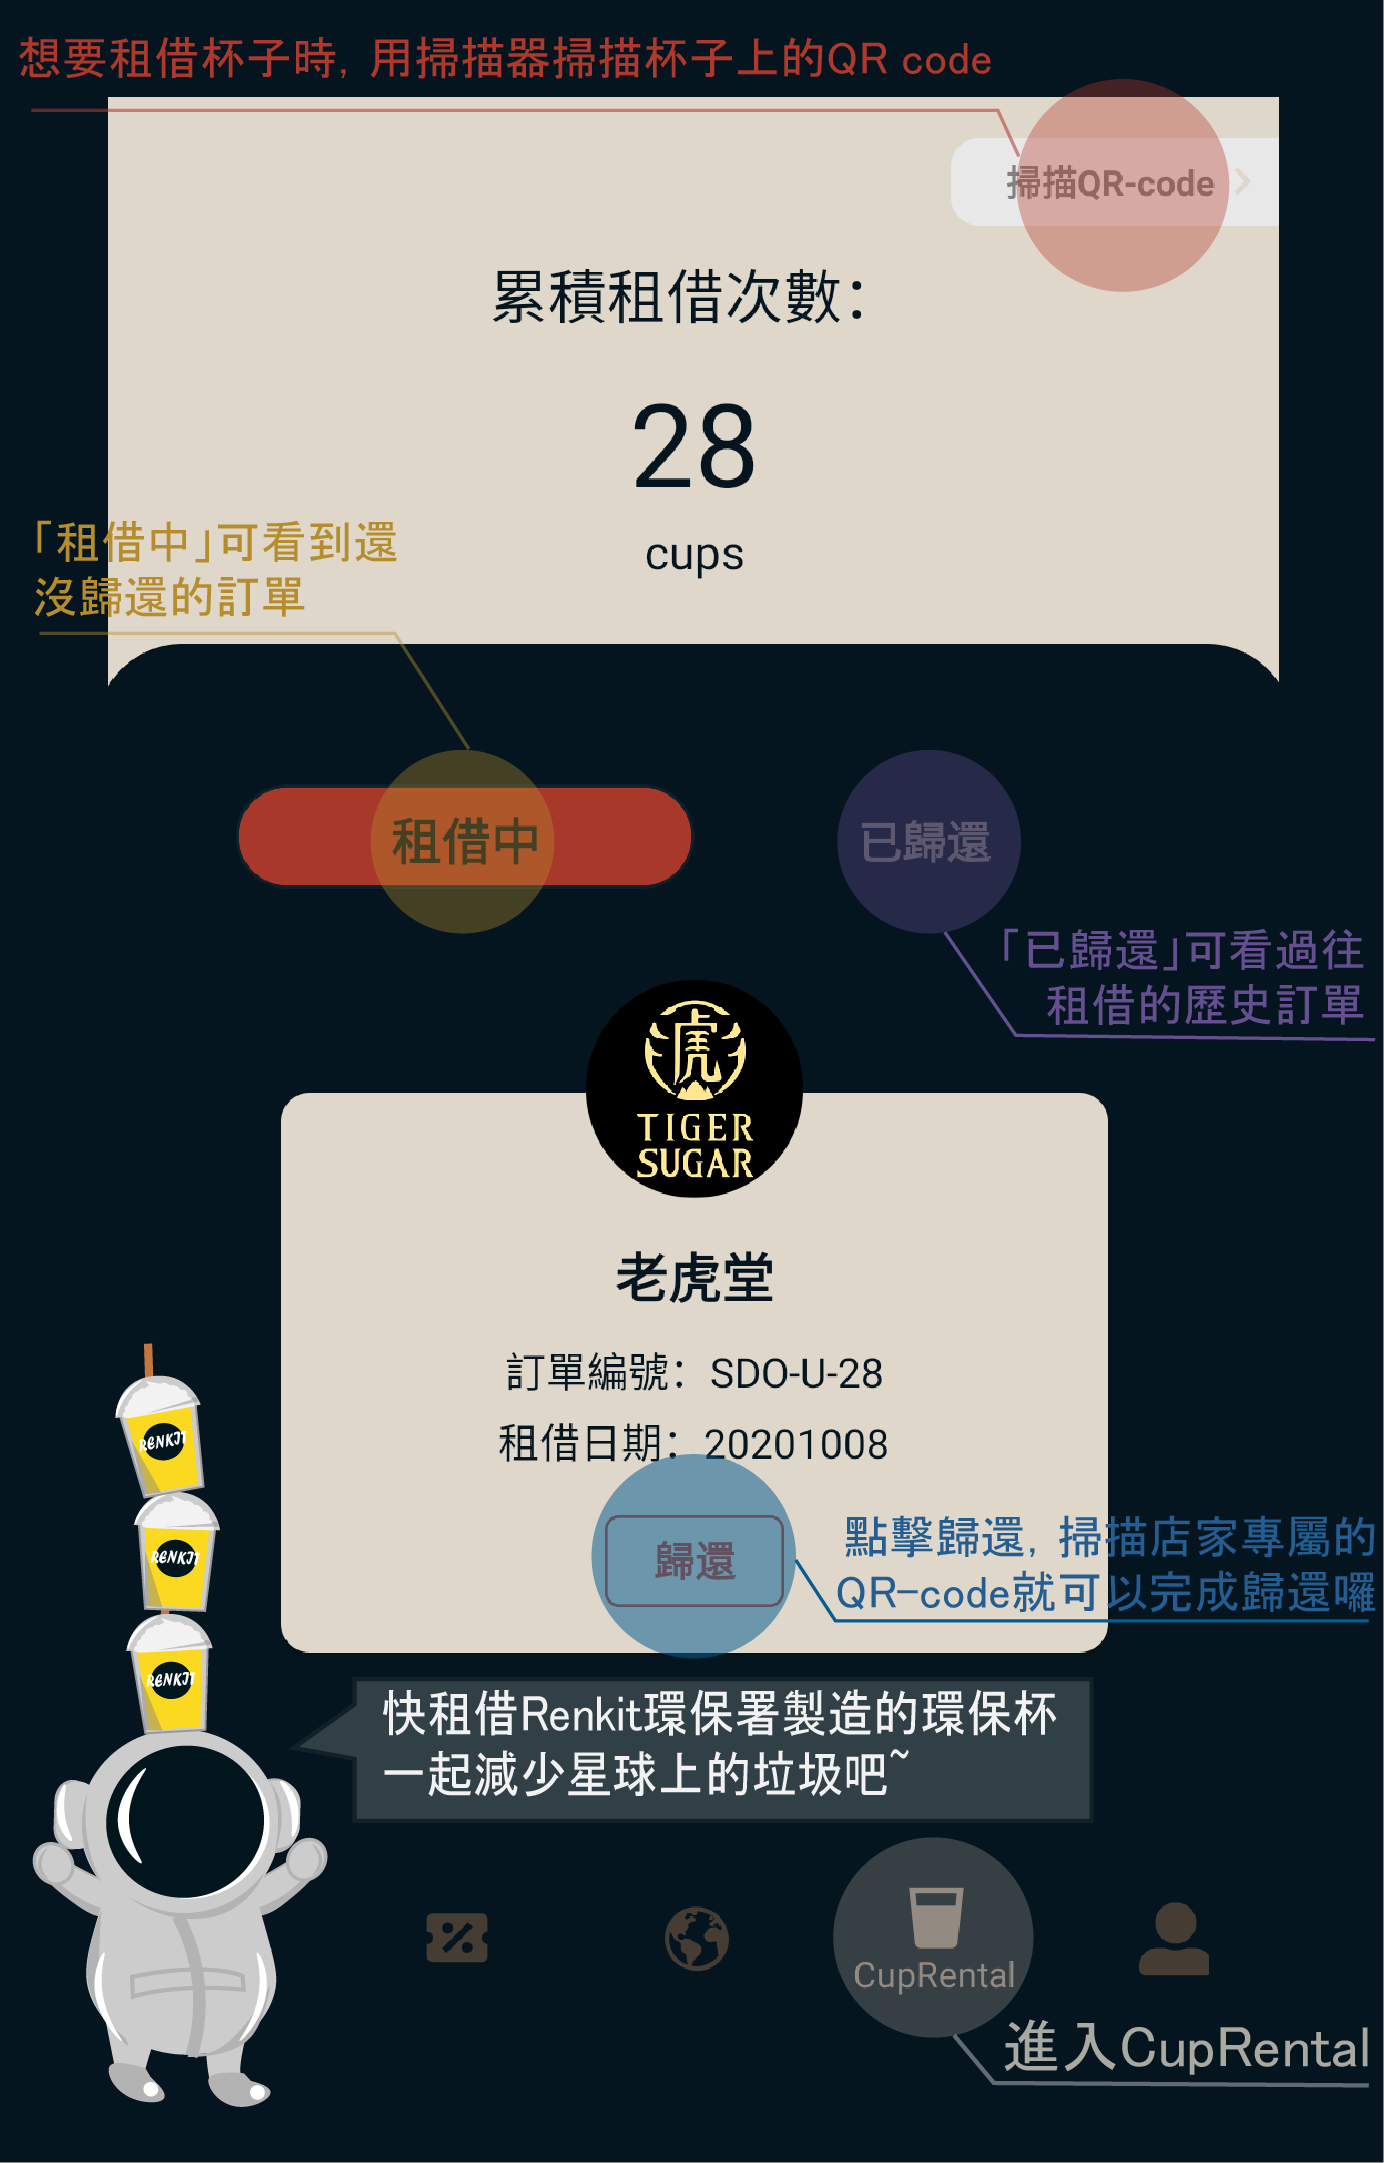 想要租借杯子時，用掃描器掃描杯子上的QR code
掃描QR-code
累積租借次數：
28
cups
「租借中」可看到還
沒歸還的訂單
租借中
已歸還
「已歸還」可看過往
租借的歷史訂單
虎
TIGER
SUGAR
老虎堂
訂單編號：SDO-U-28
租借日期：20201008
歸還
點擊歸還，掃描店家專屬的
QR-code就可以完成歸還囉
RENKIT
RENKIT
RENKIT
快租借Renkit環保署製造的環保杯
一起減少星球上的垃圾吧~
CupRental
進入CupRental